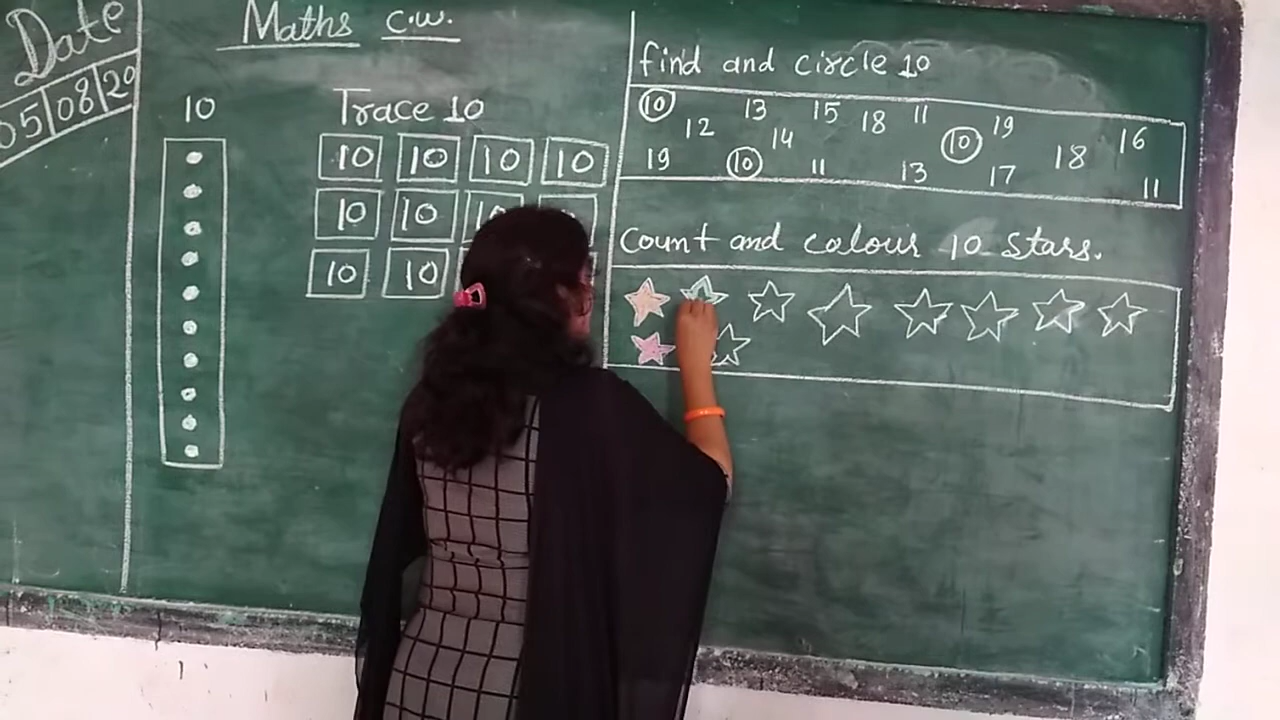 Date
05/08/20
Maths C.W.
10
Trace 10
10 10 10 10
10 10 10
10 10
find and circle 10
10 13 15 18 11 19 16
12 14 10 18
19 10 11 13 17 11
Count and colour 10 stars.